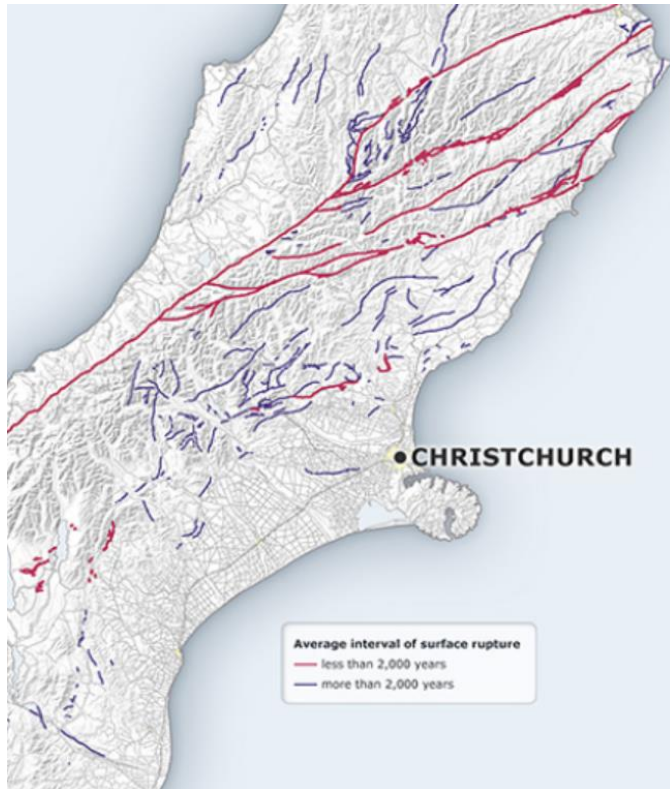 CHRISTCHURCH
Average interval of surface rupture
less than 2,000 years
more than 2,000 years